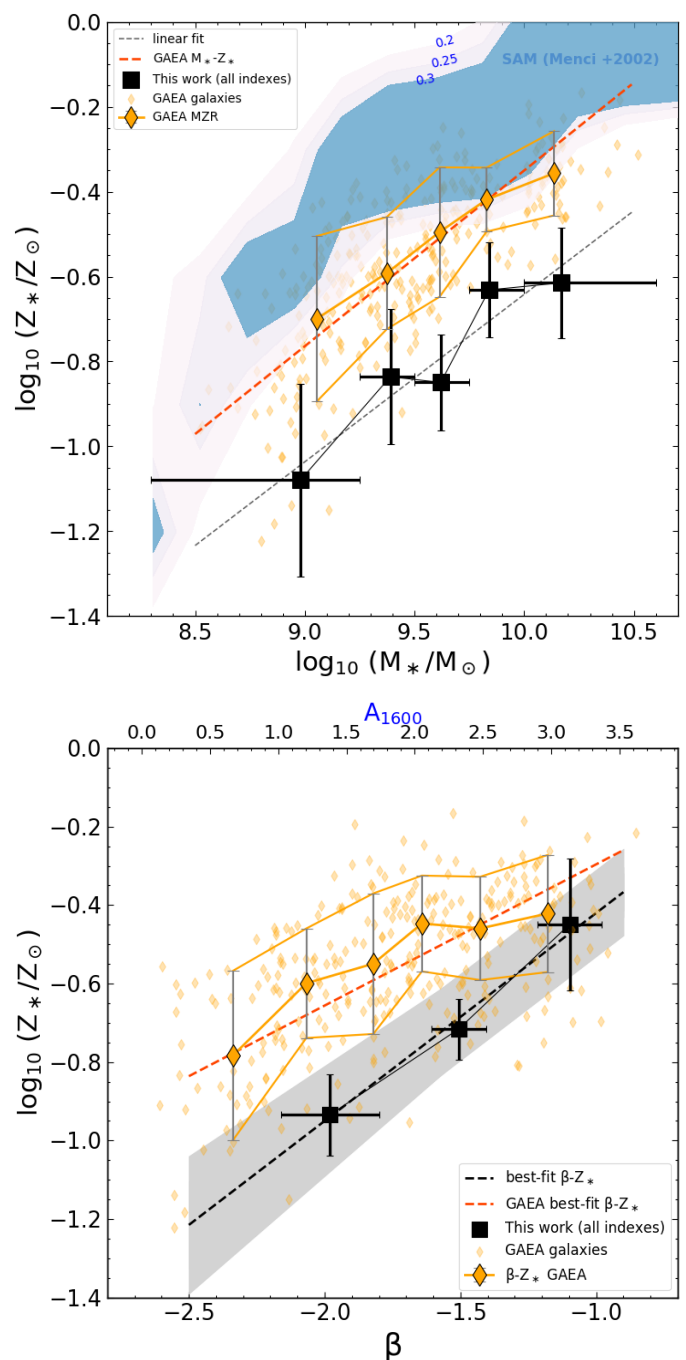 0.0
−0.2
−0.4
−0.6
−0.8
−1.0
−1.2
−1.4
log₁₀ (Z∗/Z⊙)
linear fit
GAEA M∗-Z∗
This work (all indexes)
GAEA galaxies
GAEA MZR
0.2
0.25
0.3
SAM (Menci +2002)
8.5 9.0 9.5 10.0 10.5
log₁₀ (M∗/M⊙)
A₁₆₀₀
0.0 0.5 1.0 1.5 2.0 2.5 3.0 3.5
0.0
−0.2
−0.4
−0.6
−0.8
−1.0
−1.2
−1.4
log₁₀ (Z∗/Z⊙)
best-fit β-Z∗
GAEA best-fit β-Z∗
This work (all indexes)
GAEA galaxies
β-Z∗ GAEA
−2.5 −2.0 −1.5 −1.0
β